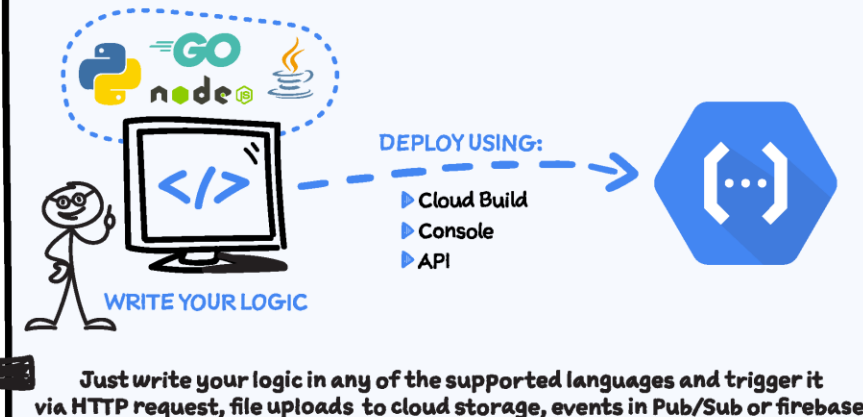 GO
node
JS
</>
DEPLOY USING:
Cloud Build
Console
API
WRITE YOUR LOGIC
Just write your logic in any of the supported languages and trigger it
via HTTP request, file uploads to cloud storage, events in Pub/Sub or firebase